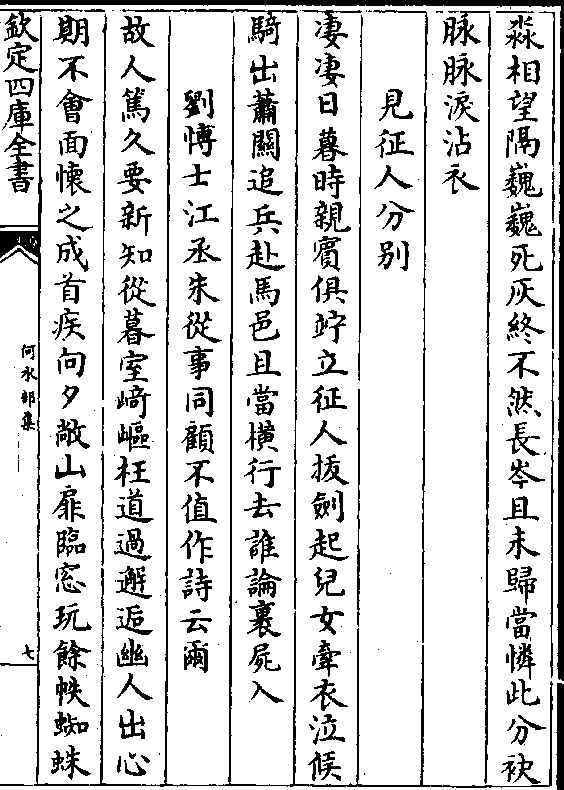 淼相望隔巍巍死灰終不然長岑且未歸當憐此分袂
脉脉淚沾衣
見征人分别
凄凄日暮時親賓俱竚立征人拔劍起兒女牽衣泣候
騎出蕭關追兵赴馬邑且當橫行去誰論裹屍入
劉博士江丞朱從事同顧不值作詩云爾
故人篤久要新知從暮室﨑嶇枉道過邂逅幽人出心
期不會面懷之成首疾向夕敞山扉臨窓玩餘帙蜘蛛
欽定四庫全書
何水部集
七